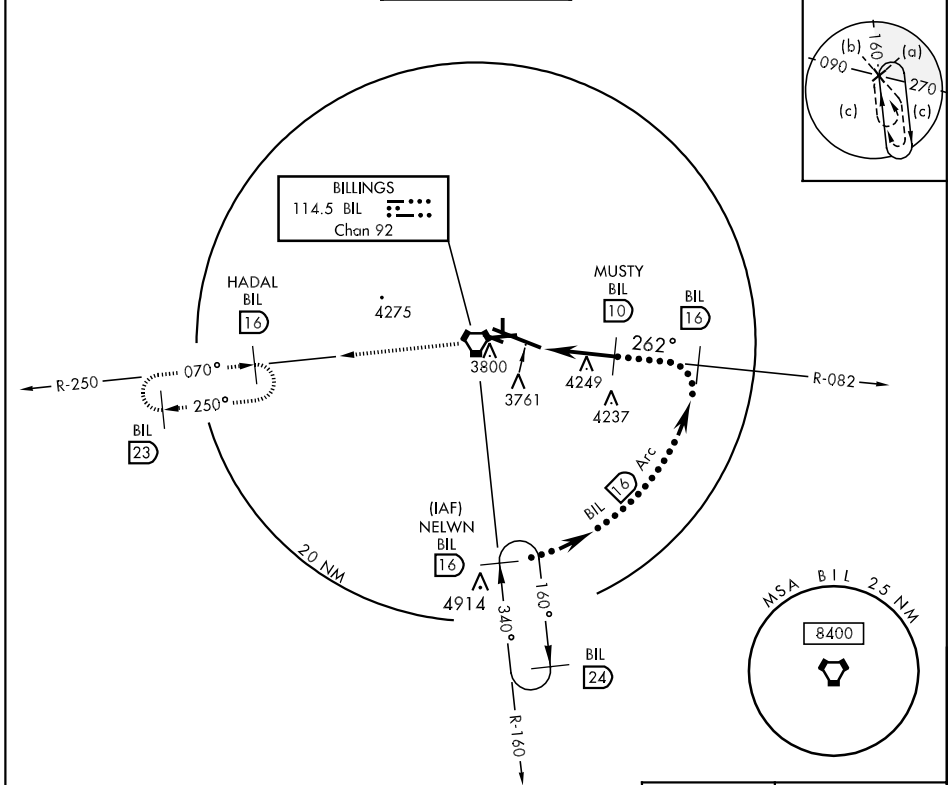 (b)
160
(a)
090
270
(c)
(c)
BILLINGS
114.5 BIL
Chan 92
HADAL
BIL
16
4275
MUSTY
BIL
10
BIL
16
262°
3800
3761
4249
4237
R-250
070°
250°
R-082
BIL
23
BIL 16 Arc
(IAF)
NELWN
BIL
16
20 NM
4914
340°
160°
BIL
24
R-160
MSA BIL 25 NM
8400